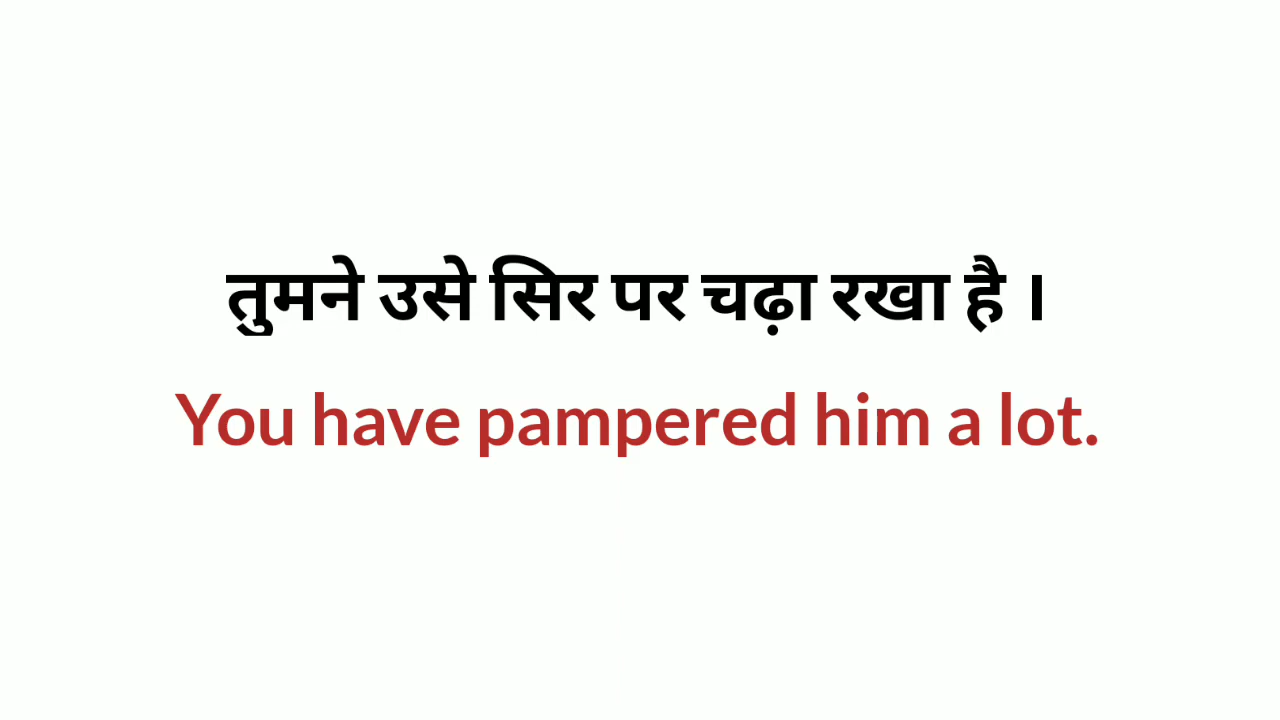 तुमने उसे सिर पर चढ़ा रखा है ।
You have pampered him a lot.